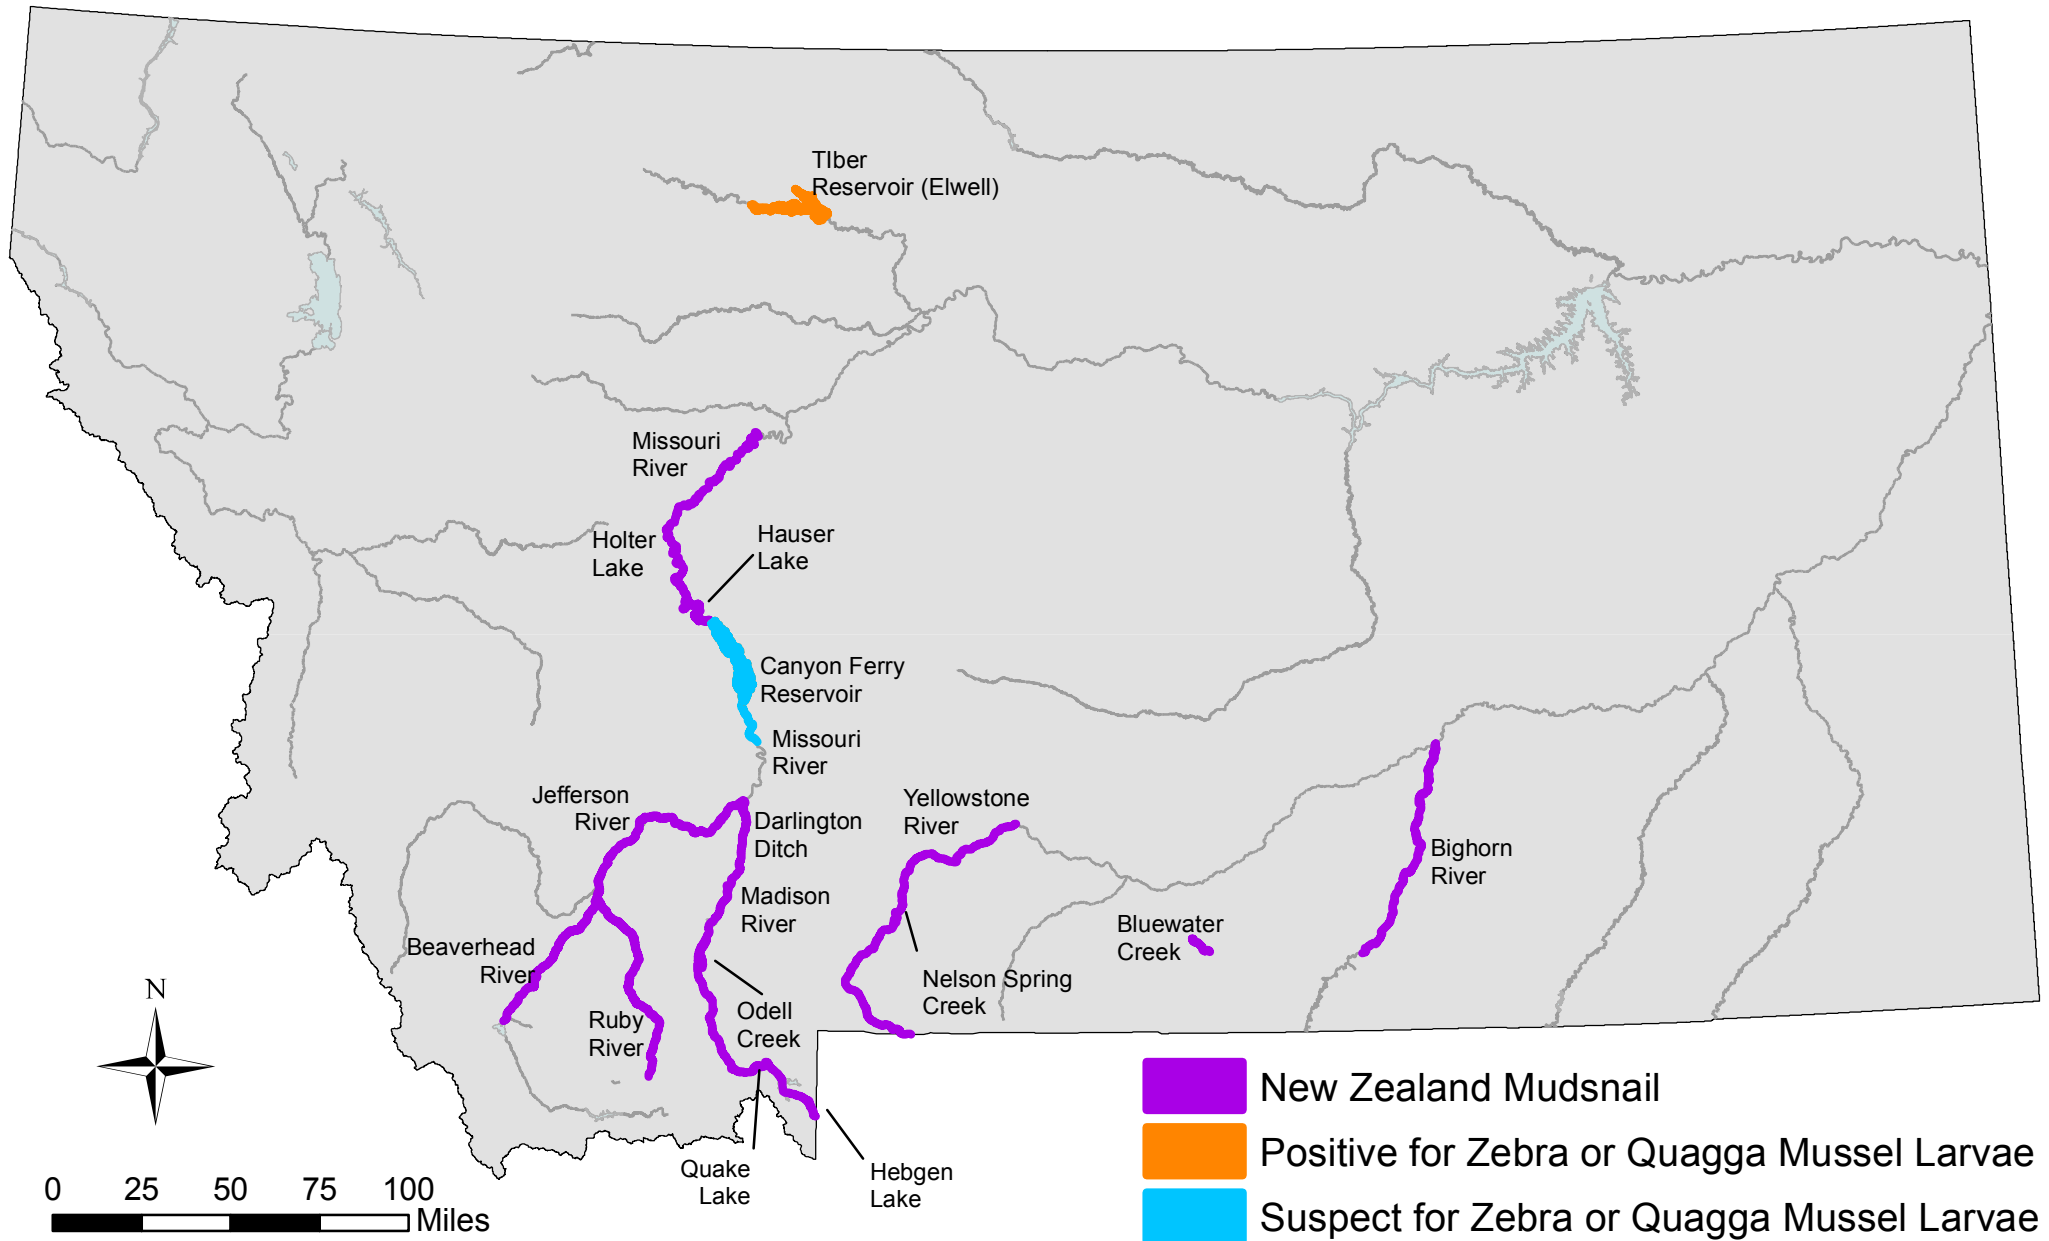 TIber
Reservoir (Elwell)
Missouri
River
Hauser
Lake
Holter
Lake
Canyon Ferry
Reservoir
Missouri
River
Jefferson
River
Yellowstone
River
Darlington
Ditch
Bighorn
River
Madison
River
Bluewater
Creek
Beaverhead
River
Nelson Spring
Creek
N
Odell
Creek
Ruby
River
New Zealand Mudsnail
Positive for Zebra or Quagga Mussel Larvae
Suspect for Zebra or Quagga Mussel Larvae
Quake
Lake
Hebgen
Lake
0 25 50 75 100
Miles